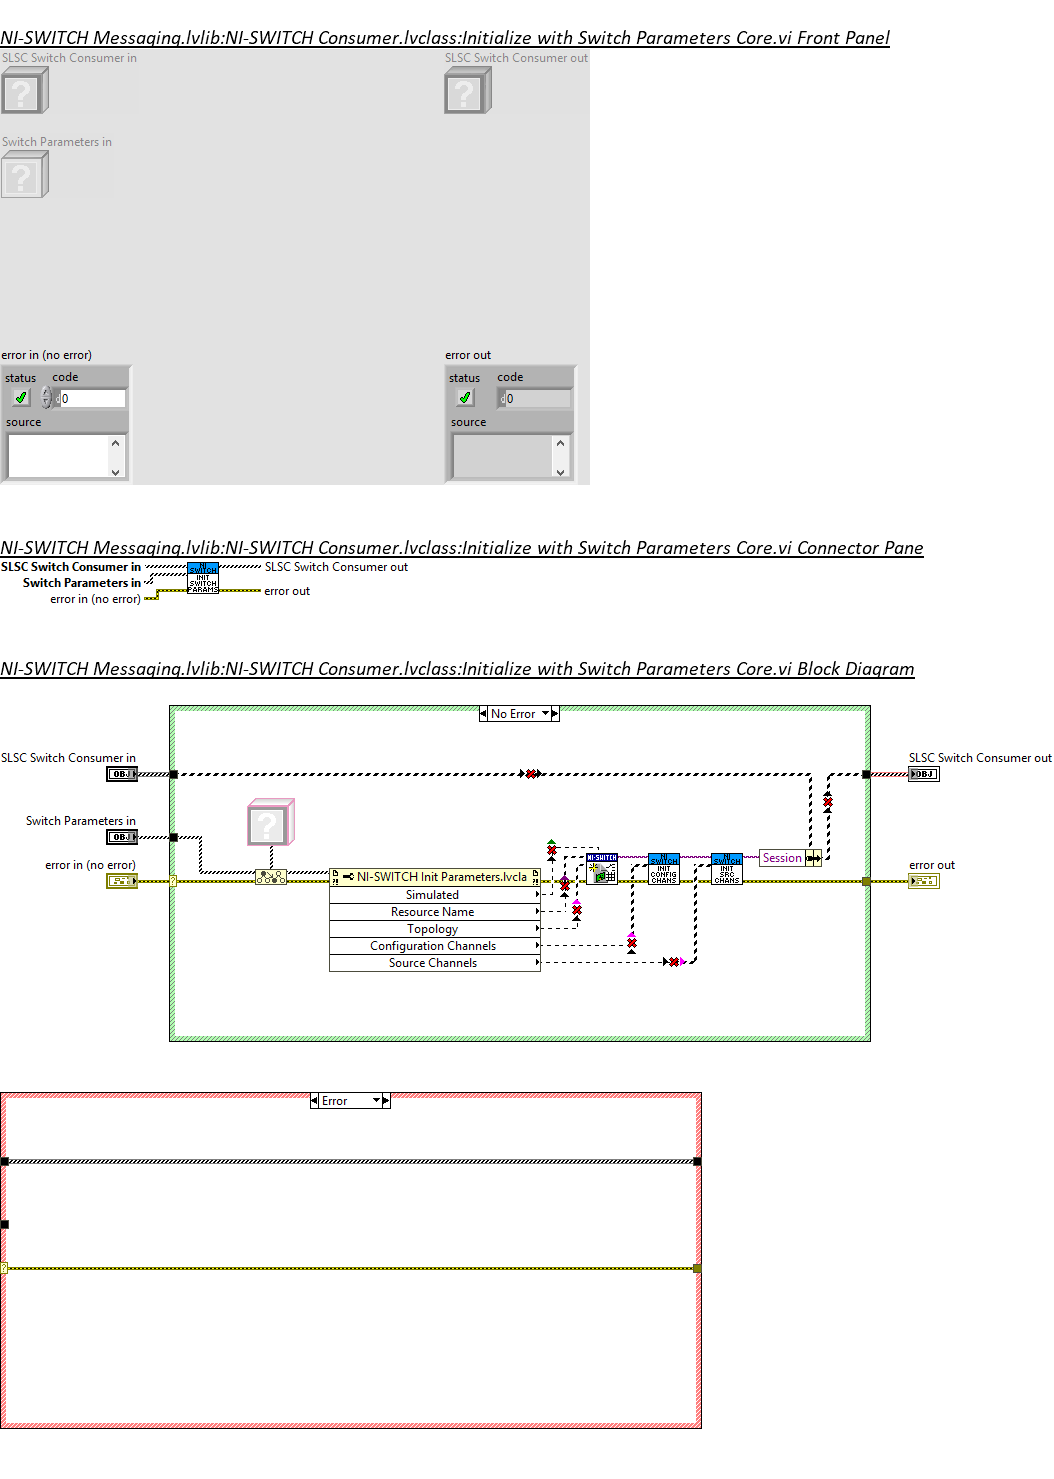 NI-SWITCH Messaging.lvlib:NI-SWITCH Consumer.lvclass:Initialize with Switch Parameters Core.vi Front Panel
SLSC Switch Consumer in
SLSC Switch Consumer out
?
?
Switch Parameters in
?
error in (no error)
error out
status
code
status
code
d
0
d
0
source
source
NI-SWITCH Messaging.lvlib:NI-SWITCH Consumer.lvclass:Initialize with Switch Parameters Core.vi Connector Pane
SLSC Switch Consumer in
Switch Parameters in
error in (no error)
NI
SWITCH
INIT
SWITCH
PARAMS
SLSC Switch Consumer out
error out
NI-SWITCH Messaging.lvlib:NI-SWITCH Consumer.lvclass:Initialize with Switch Parameters Core.vi Block Diagram
No Error
SLSC Switch Consumer in
OBJ
SLSC Switch Consumer out
OBJ
Switch Parameters in
OBJ
?
error in (no error)
?
NI-SWITCH Init Parameters.lvcla
Simulated
Resource Name
Topology
Configuration Channels
Source Channels
NI-SWITCH
NI
SWITCH
INIT
CONFIG
CHANS
NI
SWITCH
INIT
SRC
CHANS
Session
error out
Error
?